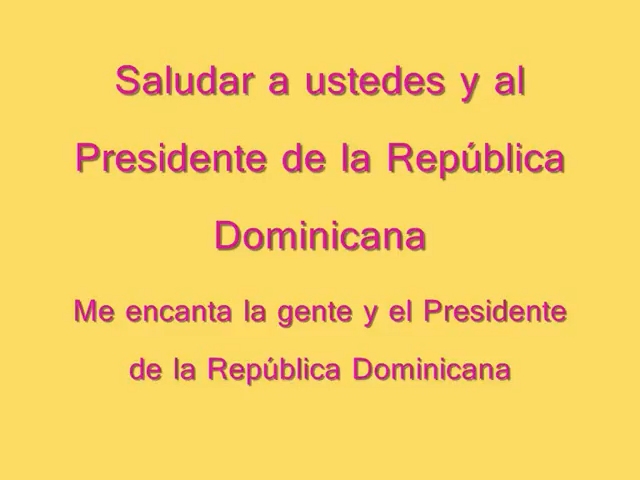 Saludar a ustedes y al
Presidente de la República
Dominicana
Me encanta la gente y el Presidente
de la República Dominicana